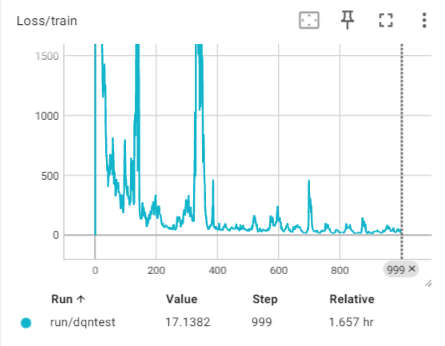 Loss/train
1500
1000
500
0
0 200 400 600 800 999 ×
Run ↑ Value Step Relative
run/dqntest 17.1382 999 1.657 hr